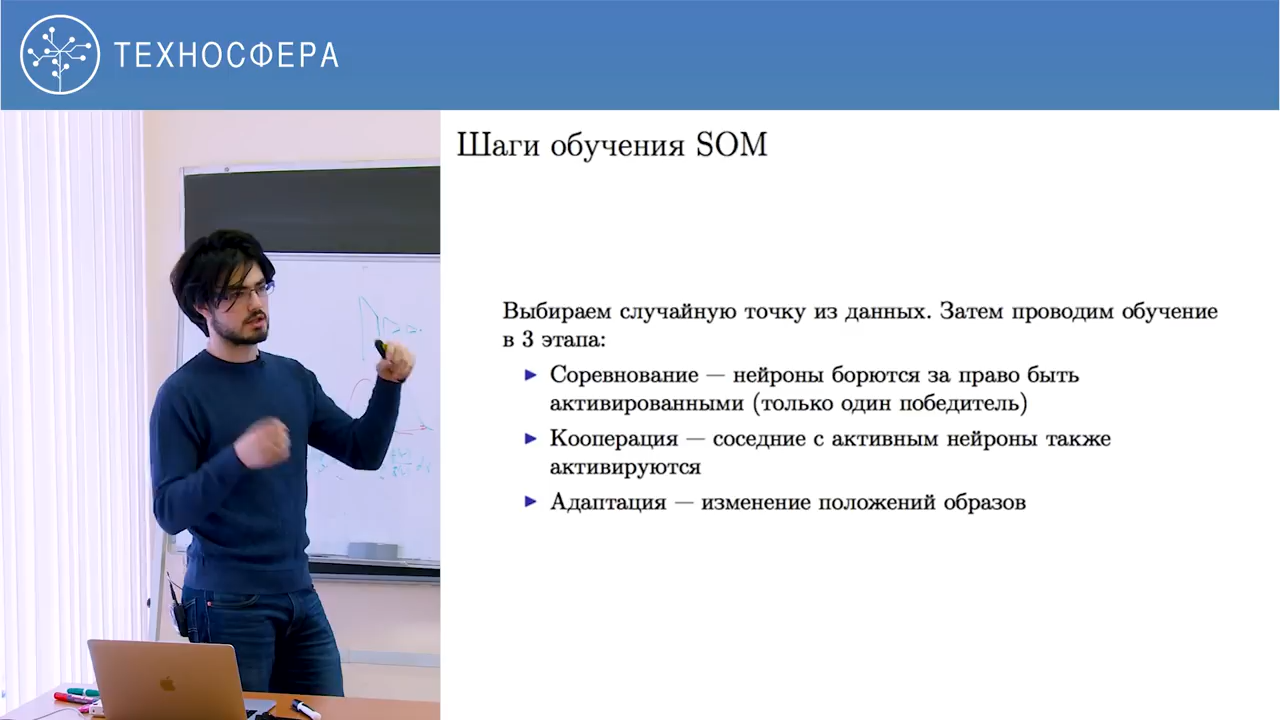 ТЕХНОСФЕРА
Шаги обучения SOM
Выбираем случайную точку из данных. Затем проводим обучение
в 3 этапа:
Соревнование — нейроны борются за право быть
активированными (только один победитель)
Кооперация — соседние с активным нейроны также
активируются
Адаптация — изменение положений образов